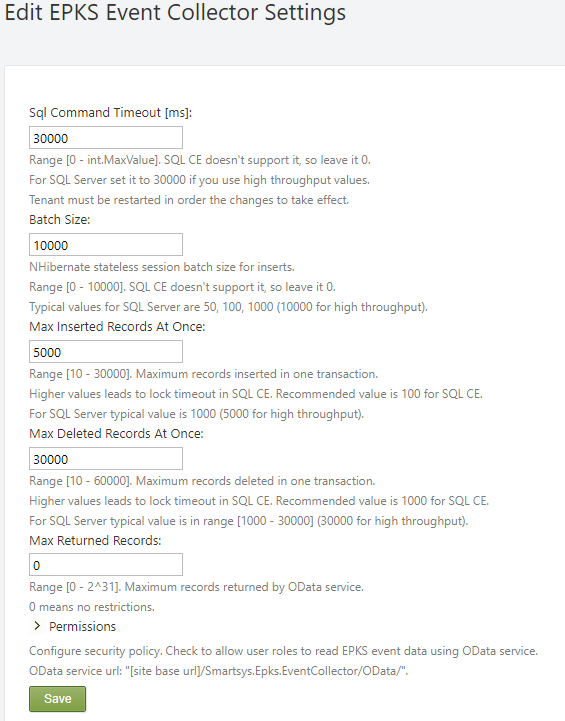 Edit EPKS Event Collector Settings
Sql Command Timeout [ms]:
30000
Range [0 - int.MaxValue]. SQL CE doesn't support it, so leave it 0.
For SQL Server set it to 30000 if you use high throughput values.
Tenant must be restarted in order the changes to take effect.
Batch Size:
10000
NHibernate stateless session batch size for inserts.
Range [0 - 10000]. SQL CE doesn't support it, so leave it 0.
Typical values for SQL Server are 50, 100, 1000 (10000 for high throughput).
Max Inserted Records At Once:
5000
Range [10 - 30000]. Maximum records inserted in one transaction.
Higher values leads to lock timeout in SQL CE. Recommended value is 100 for SQL CE.
For SQL Server typical value is 1000 (5000 for high throughput).
Max Deleted Records At Once:
30000
Range [10 - 60000]. Maximum records deleted in one transaction.
Higher values leads to lock timeout in SQL CE. Recommended value is 1000 for SQL CE.
For SQL Server typical value is in range [1000 - 30000] (30000 for high throughput).
Max Returned Records:
0
Range [0 - 2^31]. Maximum records returned by OData service.
0 means no restrictions.
Permissions
Configure security policy. Check to allow user roles to read EPKS event data using OData service.
OData service url: "[site base url]/Smartsys.Epks.EventCollector/OData/".
Save